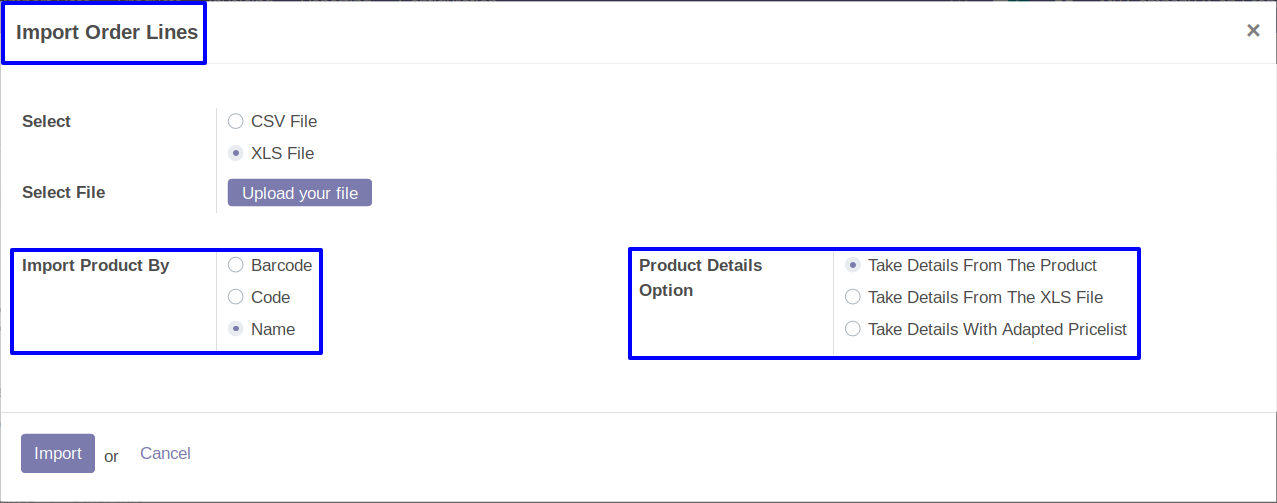 Import Order Lines ×
Select
CSV File
XLS File
Select File
Upload your file
Import Product By
Barcode
Code
Name
Product Details
Option
Take Details From The Product
Take Details From The XLS File
Take Details With Adapted Pricelist
Import or Cancel